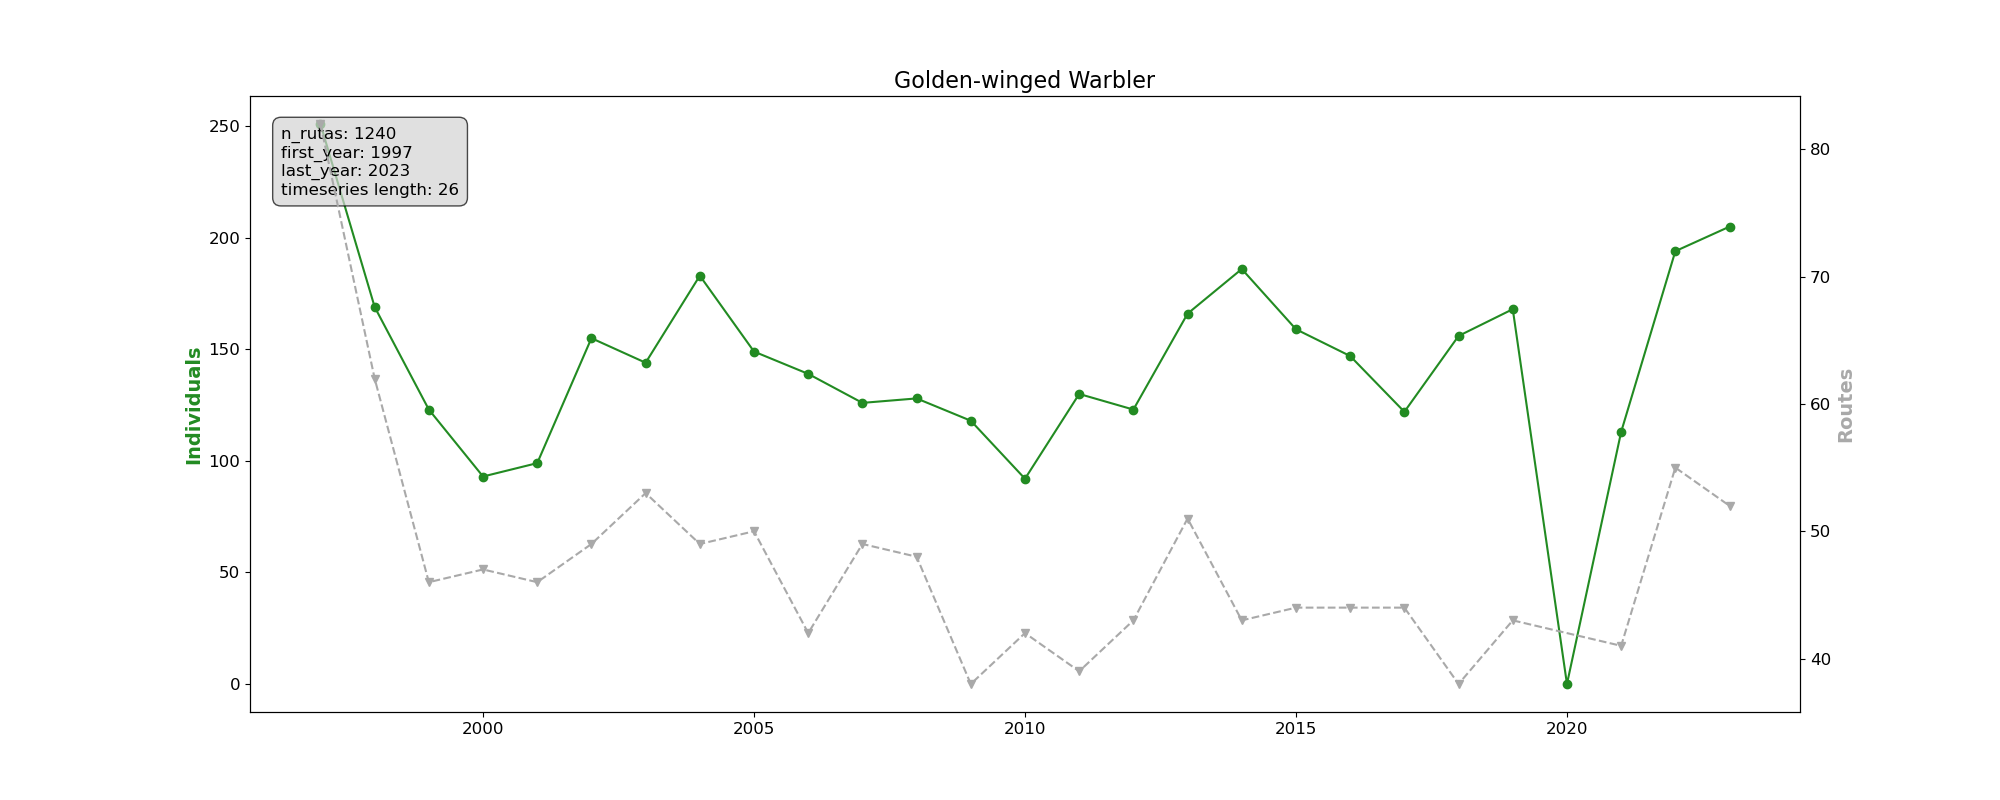 Golden-winged Warbler
n_rutas: 1240
first_year: 1997
last_year: 2023
timeseries length: 26
250
200
150
100
50
0
Individuals
80
70
60
50
40
Routes
2000 2005 2010 2015 2020